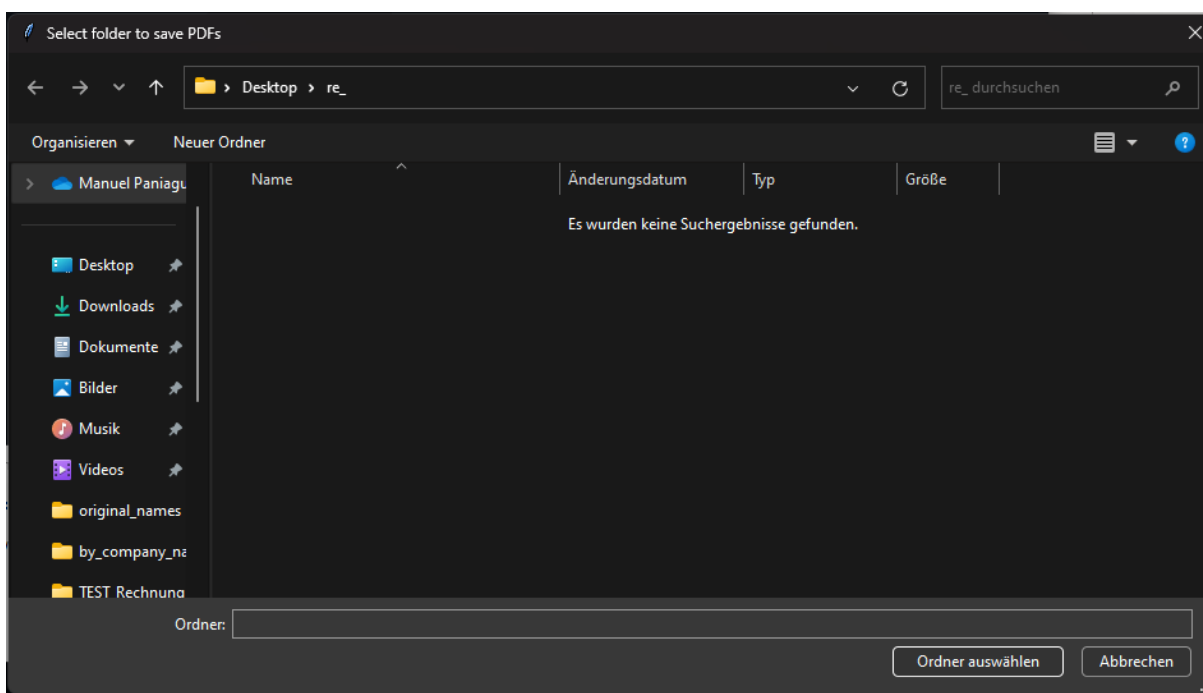 Select folder to save PDFs
Desktop › re_
re_ durchsuchen
Organisieren
Neuer Ordner
Manuel Paniagu
Name
Änderungsdatum
Typ
Größe
Es wurden keine Suchergebnisse gefunden.
Desktop
Downloads
Dokumente
Bilder
Musik
Videos
original_names
by_company_na
TEST Rechnung
Ordner:
Ordner auswählen
Abbrechen